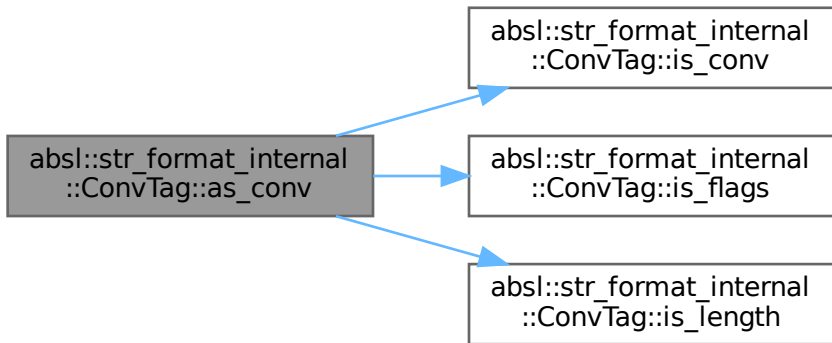 absl::str_format_internal
::ConvTag::is_conv
absl::str_format_internal
::ConvTag::as_conv
absl::str_format_internal
::ConvTag::is_flags
absl::str_format_internal
::ConvTag::is_length